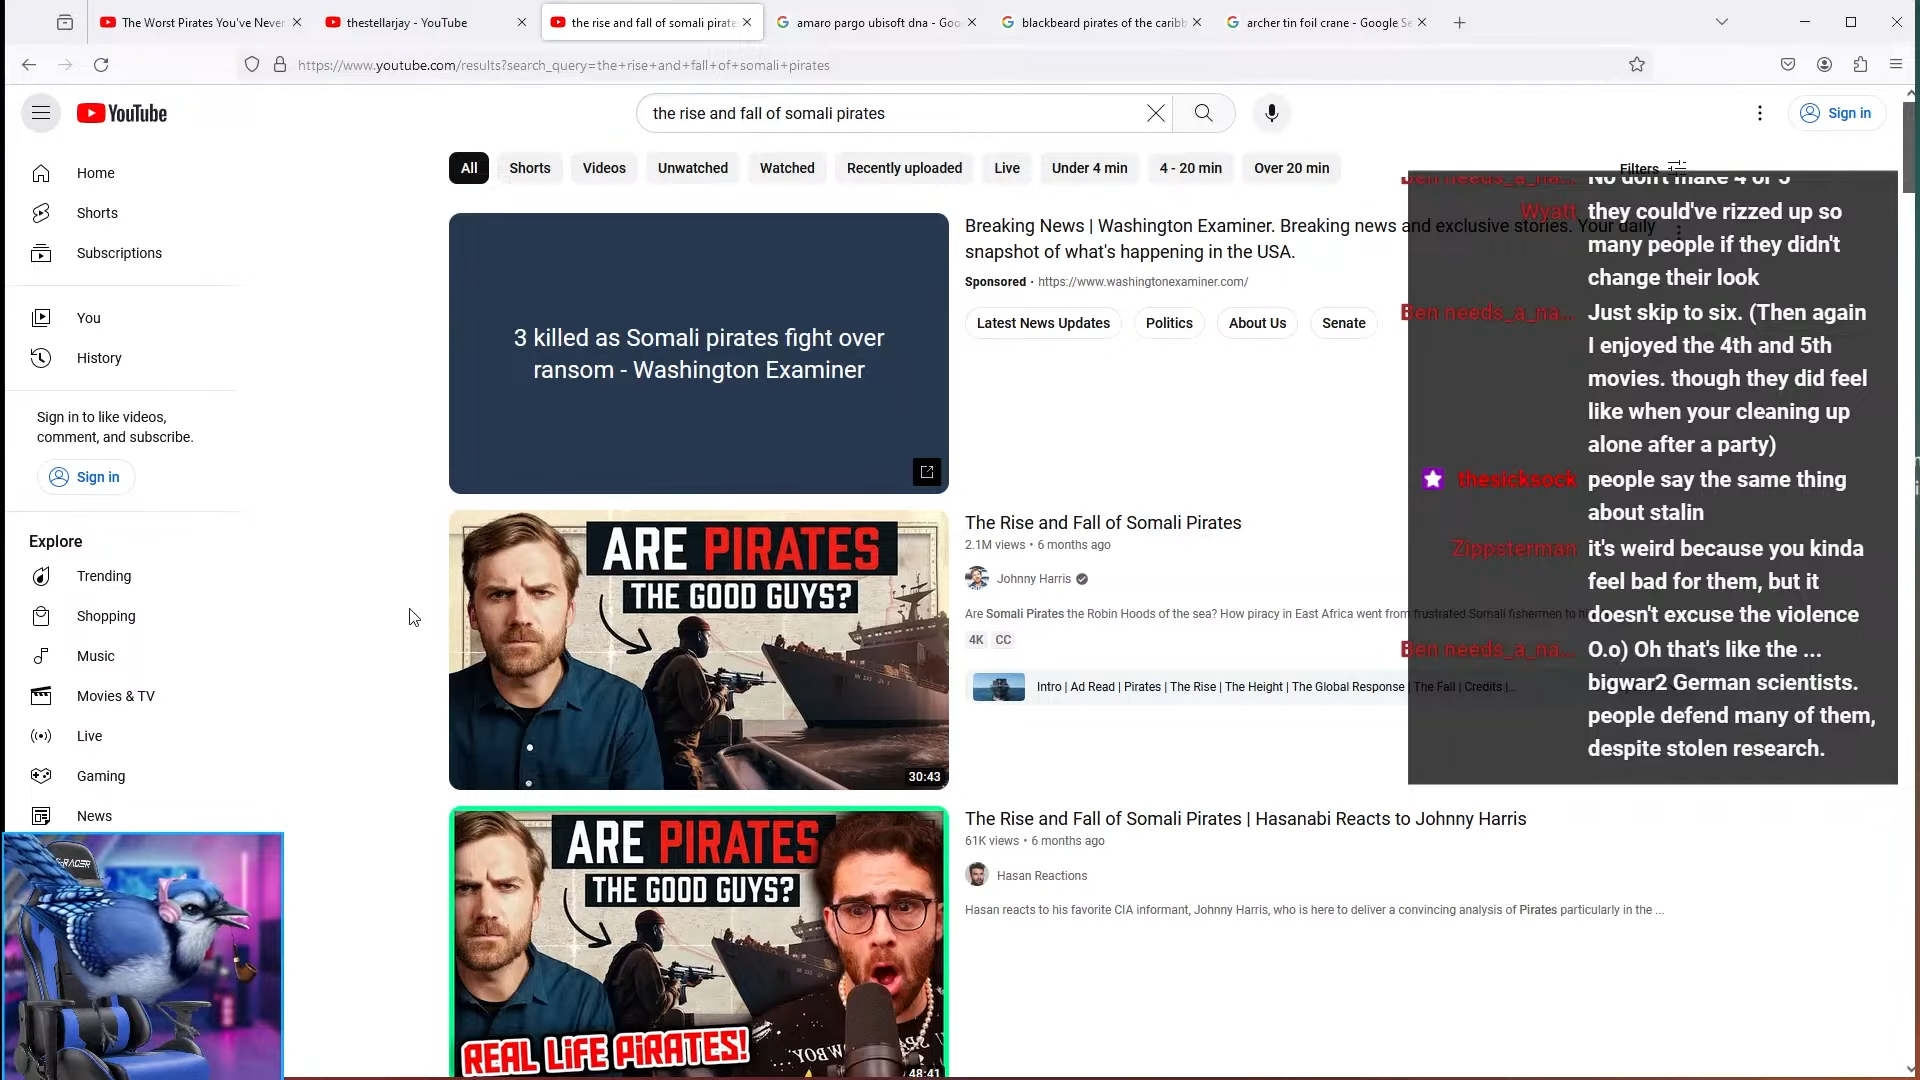 The Worst Pirates You've Never
thestellarjay - YouTube
the rise and fall of somali pirate
amaro pargo ubisoft dna - Goo
blackbeard pirates of the caribb
archer tin foil crane - Google Se
https://www.youtube.com/results?search_query=the+rise+and+fall+of+somali+pirates
YouTube
the rise and fall of somali pirates
Sign in
All
Shorts
Videos
Unwatched
Watched
Recently uploaded
Live
Under 4 min
4 - 20 min
Over 20 min
Filters
Home
Shorts
Subscriptions
You
History
Sign in to like videos,
comment, and subscribe.
Sign in
Explore
Trending
Shopping
Music
Movies & TV
Live
Gaming
News
3 killed as Somali pirates fight over
ransom - Washington Examiner
Breaking News | Washington Examiner. Breaking news and exclusive stories. Your daily
snapshot of what's happening in the USA.
Sponsored · https://www.washingtonexaminer.com/
Latest News Updates
Politics
About Us
Senate
ARE PIRATES
THE GOOD GUYS?
30:43
The Rise and Fall of Somali Pirates
2.1M views • 6 months ago
Johnny Harris
Are Somali Pirates the Robin Hoods of the sea? How piracy in East Africa went from frustrated Somali fishermen to
4K CC
Intro | Ad Read | Pirates | The Rise | The Height | The Global Response | The Fall | Credits |...
ARE PIRATES
THE GOOD GUYS?
REAL LIFE PIRATES!
48:41
The Rise and Fall of Somali Pirates | Hasanabi Reacts to Johnny Harris
61K views • 6 months ago
Hasan Reactions
Hasan reacts to his favorite CIA informant, Johnny Harris, who is here to deliver a convincing analysis of Pirates particularly in the ...
Ben needs_a_na... No don't make 4 or 5
Wyatt they could've rizzed up so
many people if they didn't
change their look
Ben needs_a_na... Just skip to six. (Then again
I enjoyed the 4th and 5th
movies. though they did feel
like when your cleaning up
alone after a party)
thesicksock people say the same thing
about stalin
Zippsterman it's weird because you kinda
feel bad for them, but it
doesn't excuse the violence
Ben needs_a_na... O.o) Oh that's like the ...
bigwar2 German scientists.
people defend many of them,
despite stolen research.